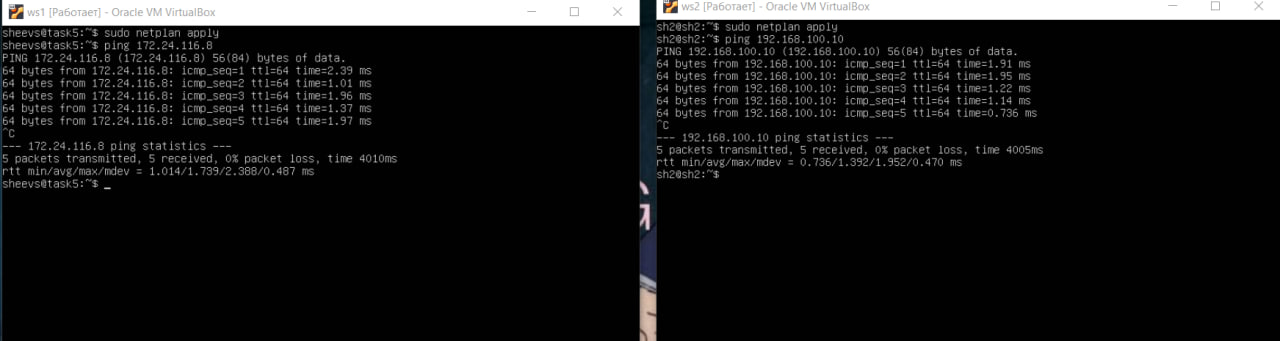 ws1 [Работает] - Oracle VM VirtualBox
sheevs@task5:~$ sudo netplan apply
sheevs@task5:~$ ping 172.24.116.8
PING 172.24.116.8 (172.24.116.8) 56(84) bytes of data.
64 bytes from 172.24.116.8: icmp_seq=1 ttl=64 time=2.39 ms
64 bytes from 172.24.116.8: icmp_seq=2 ttl=64 time=1.01 ms
64 bytes from 172.24.116.8: icmp_seq=3 ttl=64 time=1.96 ms
64 bytes from 172.24.116.8: icmp_seq=4 ttl=64 time=1.37 ms
64 bytes from 172.24.116.8: icmp_seq=5 ttl=64 time=1.97 ms
^C
--- 172.24.116.8 ping statistics ---
5 packets transmitted, 5 received, 0% packet loss, time 4010ms
rtt min/avg/max/mdev = 1.014/1.739/2.388/0.487 ms
sheevs@task5:~$ _
ws2 [Работает] - Oracle VM VirtualBox
sh2@sh2:~$ sudo netplan apply
sh2@sh2:~$ ping 192.168.100.10
PING 192.168.100.10 (192.168.100.10) 56(84) bytes of data.
64 bytes from 192.168.100.10: icmp_seq=1 ttl=64 time=1.91 ms
64 bytes from 192.168.100.10: icmp_seq=2 ttl=64 time=1.95 ms
64 bytes from 192.168.100.10: icmp_seq=3 ttl=64 time=1.22 ms
64 bytes from 192.168.100.10: icmp_seq=4 ttl=64 time=1.14 ms
64 bytes from 192.168.100.10: icmp_seq=5 ttl=64 time=0.736 ms
^C
--- 192.168.100.10 ping statistics ---
5 packets transmitted, 5 received, 0% packet loss, time 4005ms
rtt min/avg/max/mdev = 0.736/1.392/1.952/0.470 ms
sh2@sh2:~$